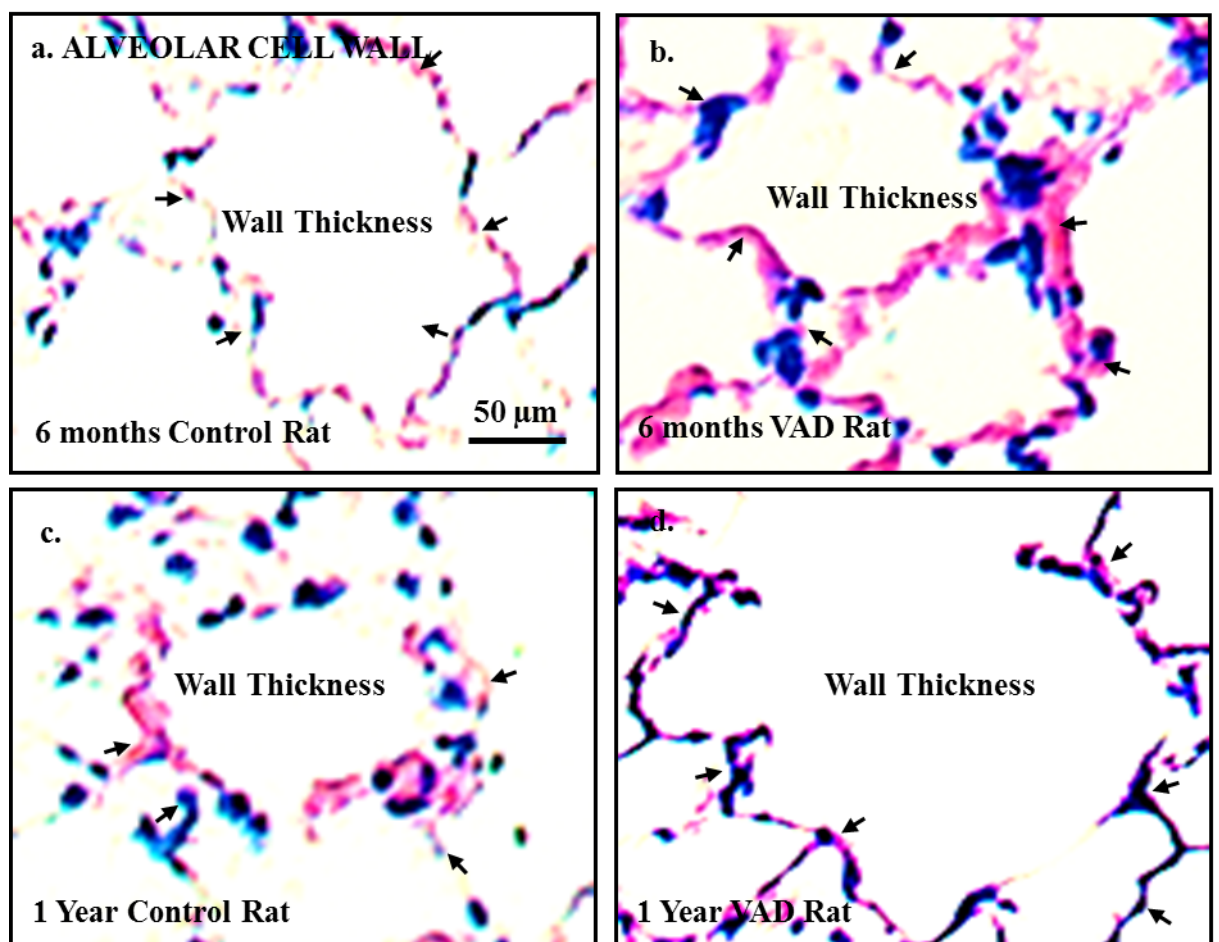 a. ALVEOLAR CELL WALL
Wall Thickness
50 μm
6 months Control Rat
b.
Wall Thickness
6 months VAD Rat
c.
Wall Thickness
1 Year Control Rat
d.
Wall Thickness
1 Year VAD Rat